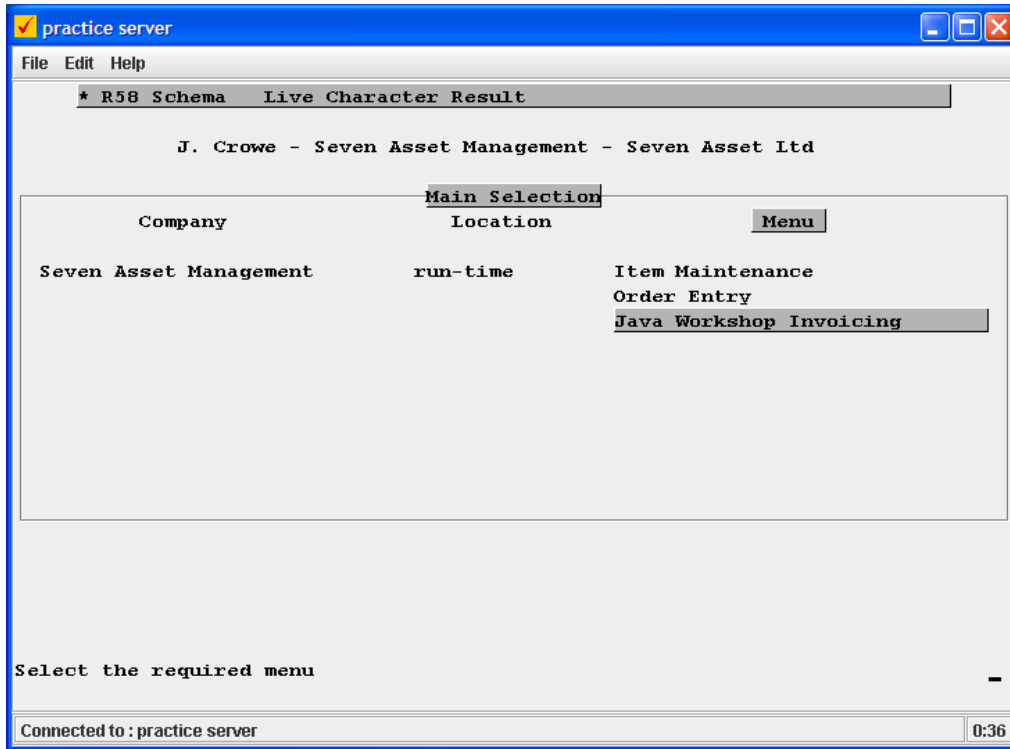 practice server
File Edit Help
* R58 Schema Live Character Result
J. Crowe - Seven Asset Management - Seven Asset Ltd
Main Selection
Company Location Menu
Seven Asset Management run-time Item Maintenance
Order Entry
Java Workshop Invoicing
Select the required menu
Connected to : practice server 0:36